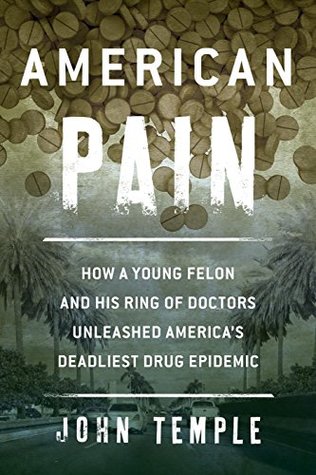 AMERICAN
PAIN
HOW A YOUNG FELON
AND HIS RING OF DOCTORS
UNLEASHED AMERICA'S
DEADLIEST DRUG EPIDEMIC
JOHN TEMPLE